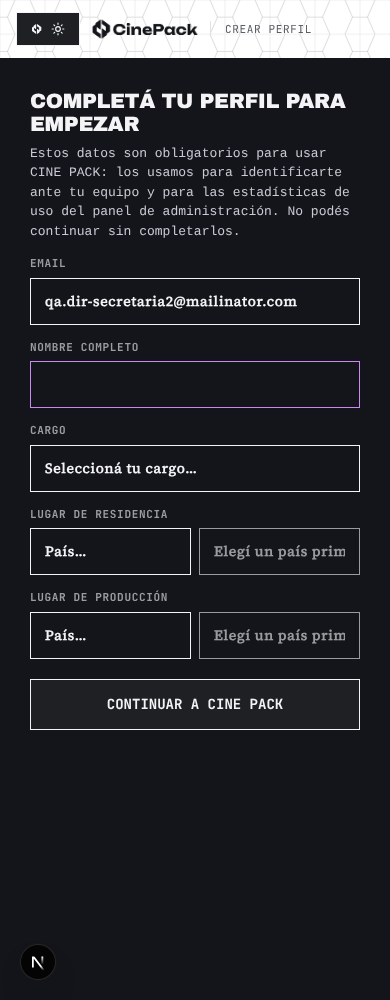 CinePack
CREAR PERFIL
COMPLETÁ TU PERFIL PARA
EMPEZAR
Estos datos son obligatorios para usar
CINE PACK: los usamos para identificarte
ante tu equipo y para las estadísticas de
uso del panel de administración. No podés
continuar sin completarlos.
EMAIL
qa.dir-secretaria2@mailinator.com
NOMBRE COMPLETO
CARGO
Seleccioná tu cargo...
LUGAR DE RESIDENCIA
País... Elegí un país prim
LUGAR DE PRODUCCIÓN
País... Elegí un país prim
CONTINUAR A CINE PACK
N